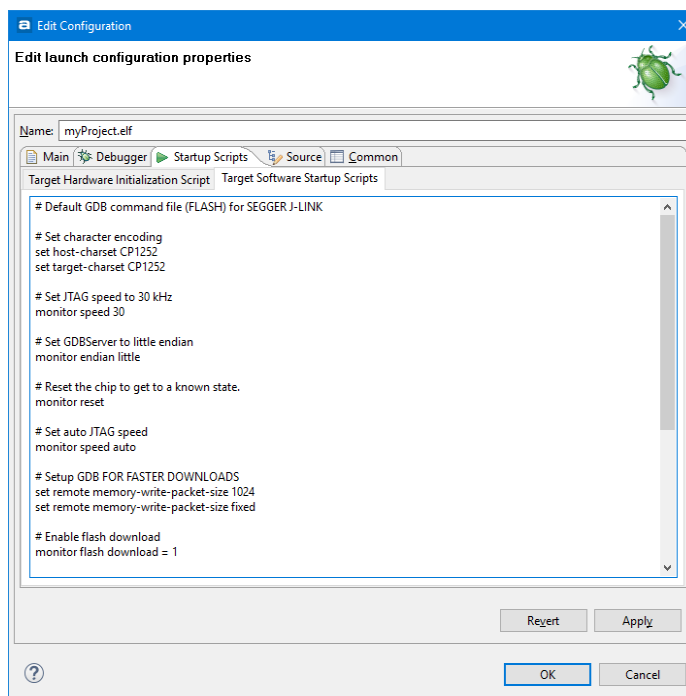 Edit Configuration
Edit launch configuration properties
Name: myProject.elf
Main Debugger Startup Scripts Source Common
Target Hardware Initialization Script Target Software Startup Scripts
# Default GDB command file (FLASH) for SEGGER J-LINK
# Set character encoding
set host-charset CP1252
set target-charset CP1252
# Set JTAG speed to 30 kHz
monitor speed 30
# Set GDBServer to little endian
monitor endian little
# Reset the chip to get to a known state.
monitor reset
# Set auto JTAG speed
monitor speed auto
# Setup GDB FOR FASTER DOWNLOADS
set remote memory-write-packet-size 1024
set remote memory-write-packet-size fixed
# Enable flash download
monitor flash download = 1
Revert Apply
OK Cancel